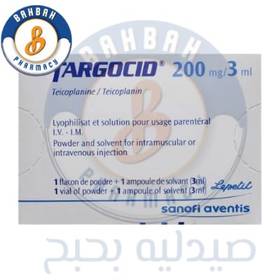 BAHBAH
PHARMACY
TARGOCID® 200 mg/3 ml
Teicoplanine / Teicoplanin
Lyophilisat et solution pour usage parentéral
I.V. - I.M.
Powder and solvent for intramuscular or
intravenous injection
1 flacon de poudre + 1 ampoule de solvant (3ml)
1 vial of powder + 1 ampoule of solvent (3ml)
Lepetit
sanofi aventis
صيدلية بحبح